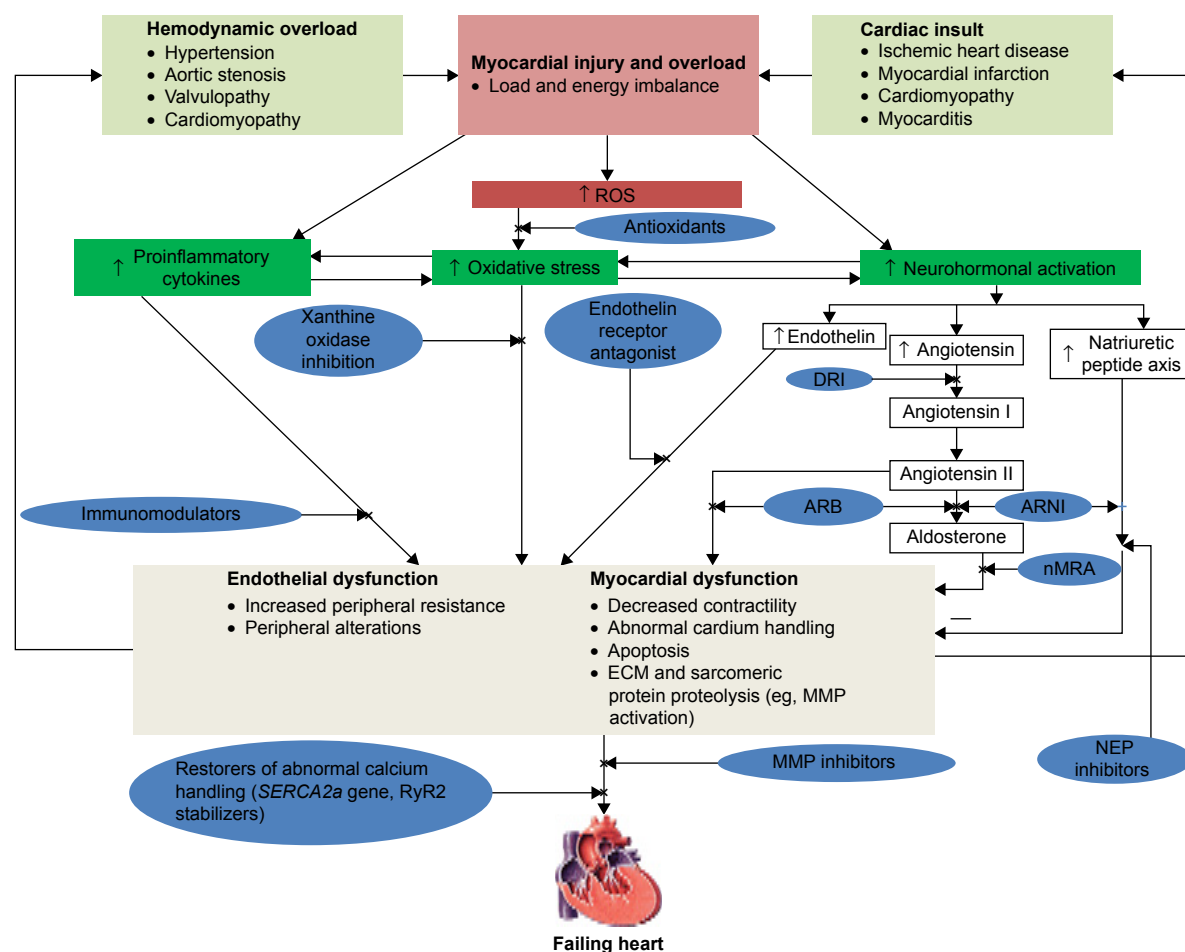 Hemodynamic overload
• Hypertension
• Aortic stenosis
• Valvulopathy
• Cardiomyopathy
Myocardial injury and overload
• Load and energy imbalance
Cardiac insult
• Ischemic heart disease
• Myocardial infarction
• Cardiomyopathy
• Myocarditis
↑ ROS
Antioxidants
↑ Proinflammatory
cytokines
↑ Oxidative stress
↑ Neurohormonal activation
Xanthine
oxidase
inhibition
Endothelin
receptor
antagonist
↑ Endothelin
↑ Angiotensin
↑ Natriuretic
peptide axis
DRI
Angiotensin I
Angiotensin II
Immunomodulators
ARB
ARNI
+
Aldosterone
nMRA
Endothelial dysfunction
• Increased peripheral resistance
• Peripheral alterations
Myocardial dysfunction
• Decreased contractility
• Abnormal cardium handling
• Apoptosis
• ECM and sarcomeric
protein proteolysis (eg, MMP
activation)
—
Restorers of abnormal calcium
handling (SERCA2a gene, RyR2
stabilizers)
MMP inhibitors
NEP
inhibitors
Failing heart